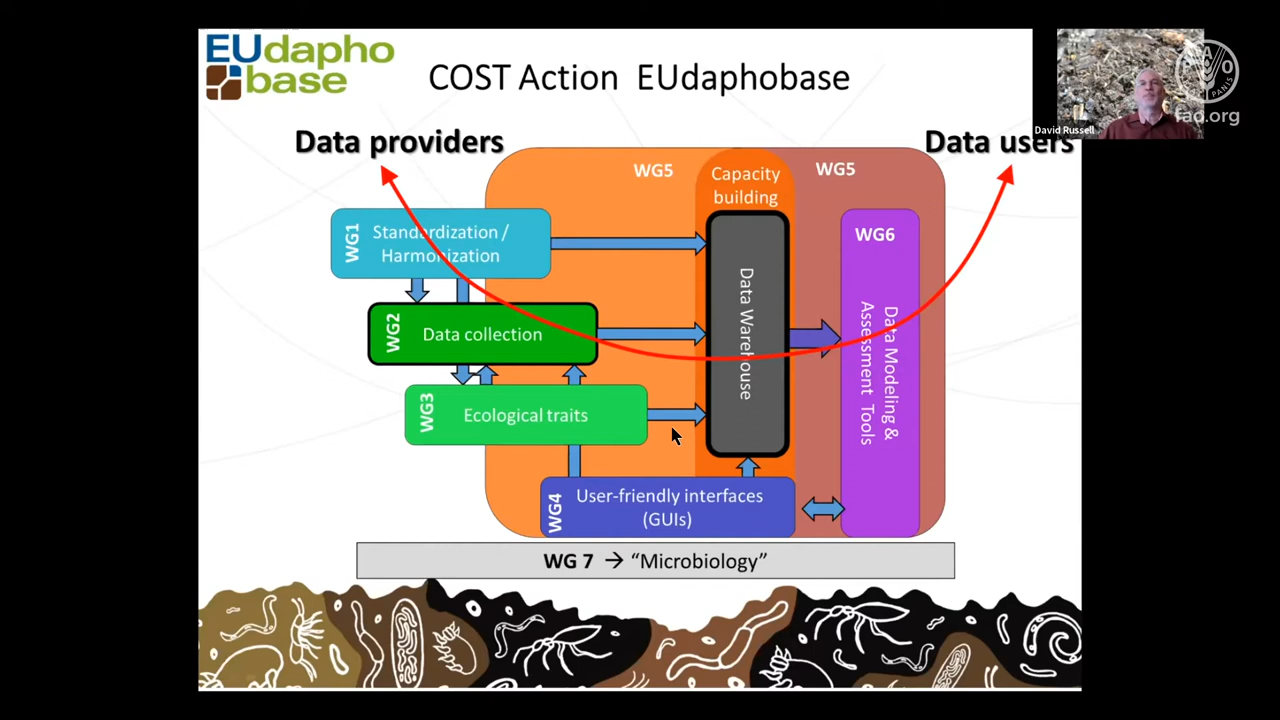 EUdapho
base
COST Action EUdaphobase
David Russell
FAO
PANIS
fao.org
Data providers
Data users
WG5
Capacity
building
WG5
WG1
Standardization /
Harmonization
WG2
Data collection
WG3
Ecological traits
Data Warehouse
WG6
Data Modeling &
Assessment Tools
WG4
User-friendly interfaces
(GUIs)
WG 7 → “Microbiology”